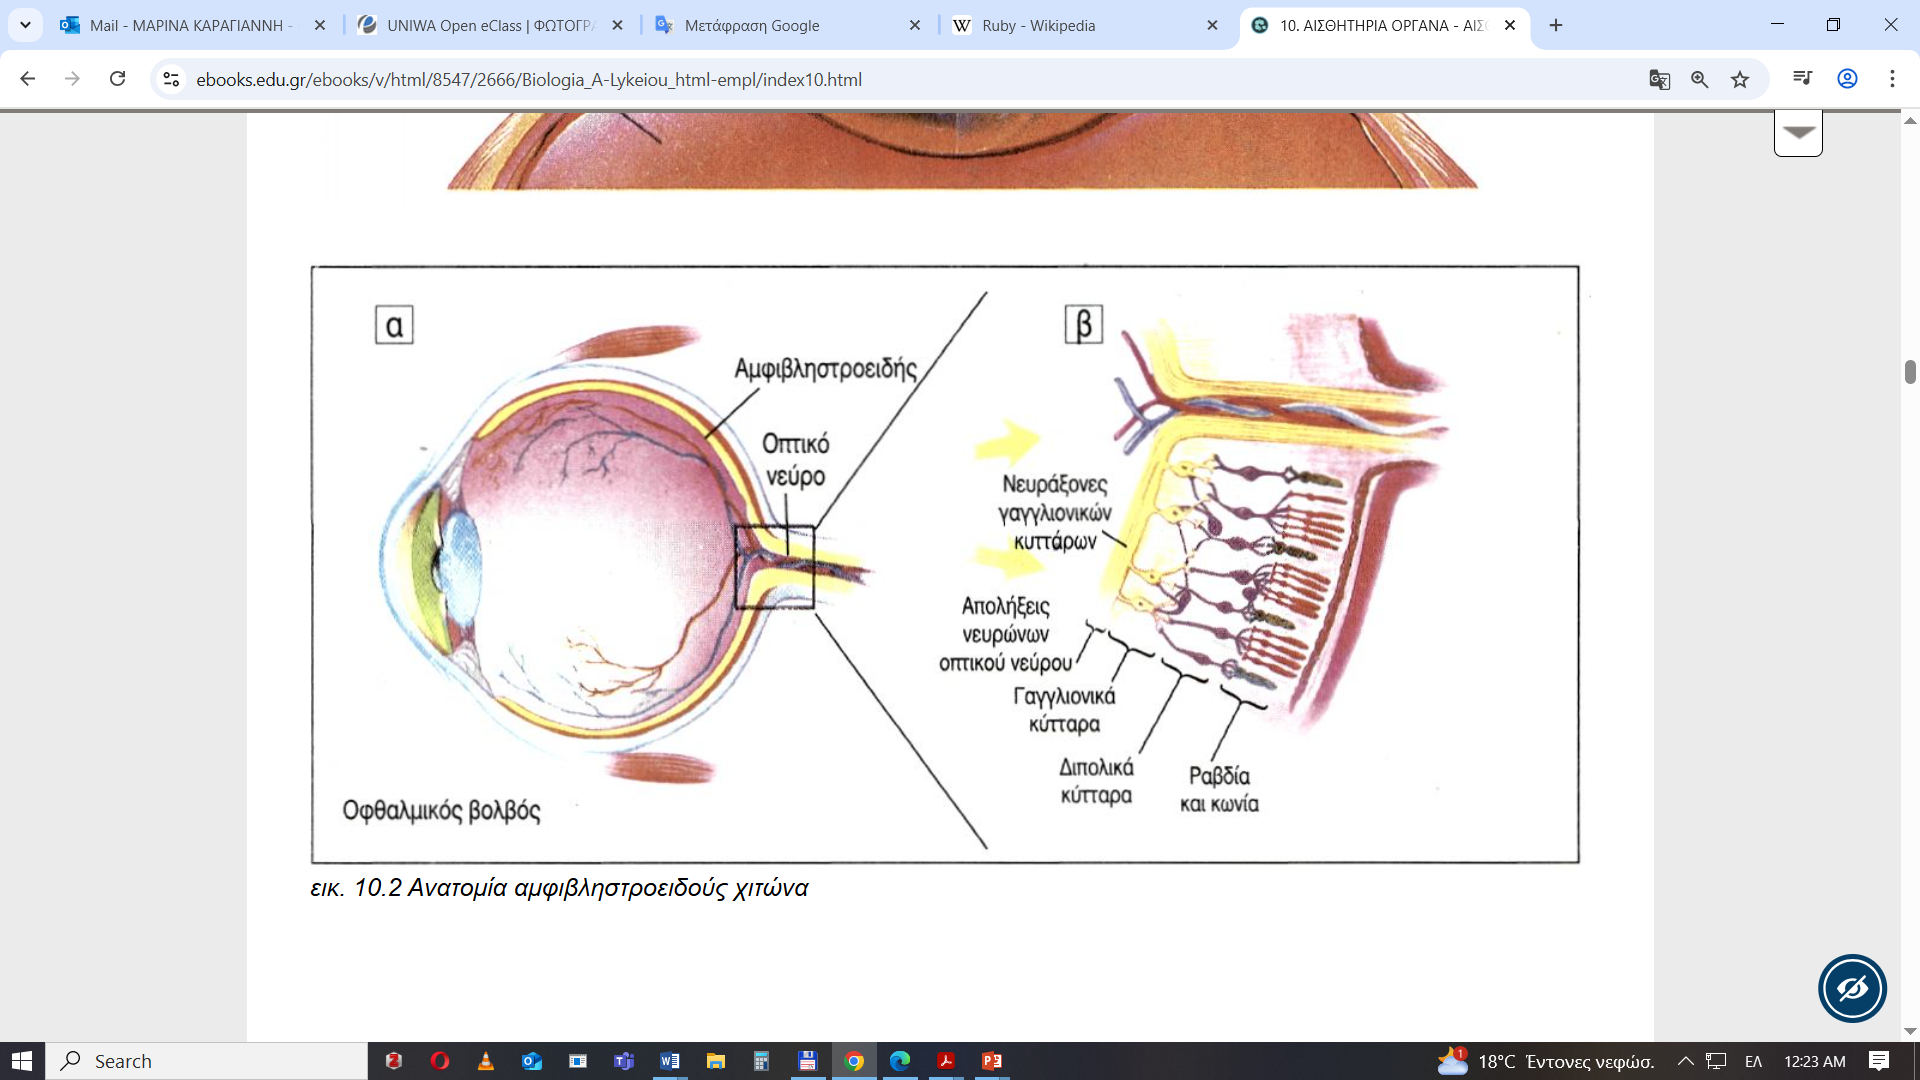 Mail - ΜΑΡΙΝΑ ΚΑΡΑΓΙΑΝΝΗ -
UNIWA Open eClass | ΦΩΤΟΓΡΑ
Μετάφραση Google
Ruby - Wikipedia
10. ΑΙΣΘΗΤΗΡΙΑ ΟΡΓΑΝΑ - ΑΙΣΘ
ebooks.edu.gr/ebooks/v/html/8547/2666/Biologia_A-Lykeiou_html-empl/index10.html
α
Αμφιβληστροειδής
Οπτικό
νεύρο
Οφθαλμικός βολβός
β
Νευράξονες
γαγγλιονικών
κυττάρων
Απολήξεις
νευρώνων
οπτικού νεύρου
Γαγγλιονικά
κύτταρα
Διπολικά
κύτταρα
Ραβδία
και κωνία
εικ. 10.2 Ανατομία αμφιβληστροειδούς χιτώνα
Search
1
18°C Έντονες νεφώσ.
ΕΛ
12:23 AM